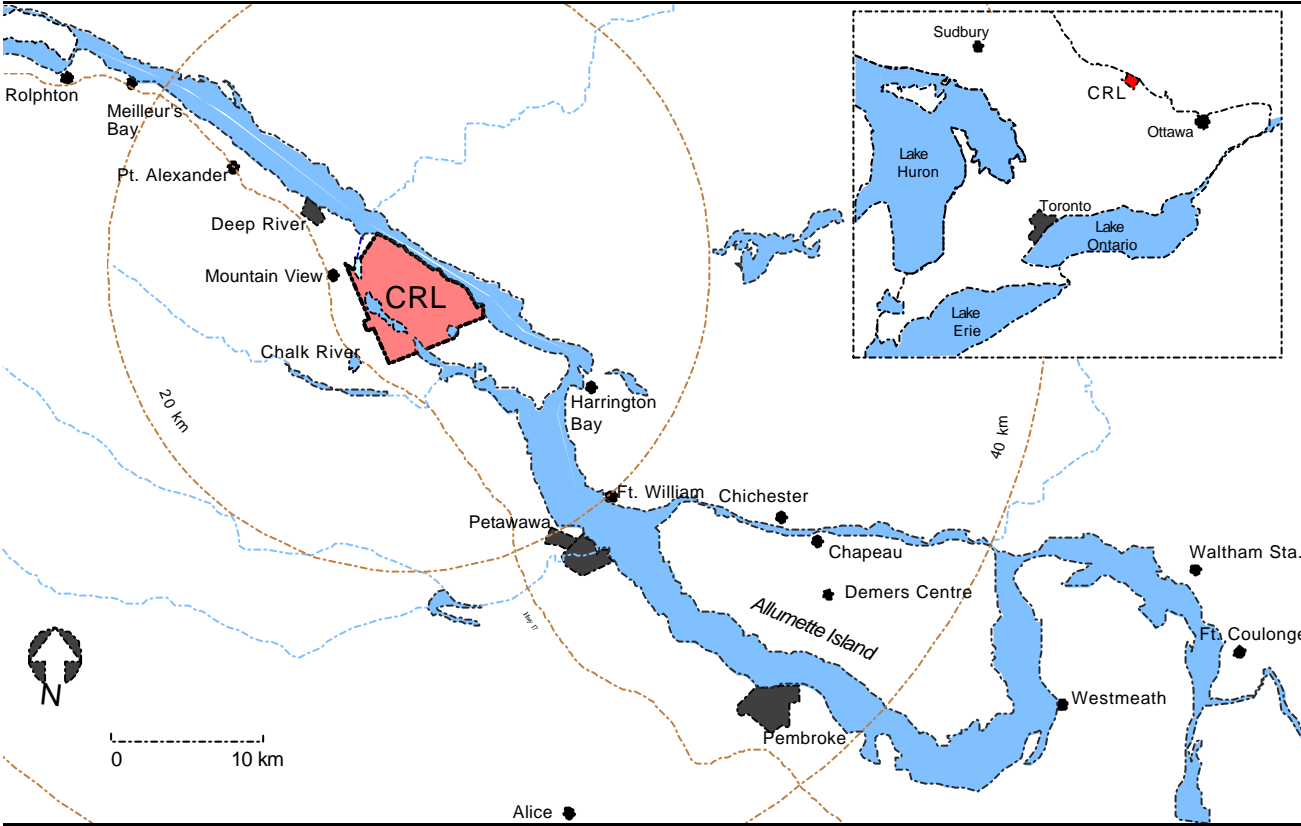 Sudbury
CRL
Ottawa
Lake
Huron
Toronto
Lake
Ontario
Lake
Erie
Rolphton
Meilleur's
Bay
Pt. Alexander
Deep River
Mountain View
CRL
Chalk River
20 km
Harrington
Bay
40 km
Ft. William
Chichester
Petawawa
Chapeau
Waltham Sta.
Demers Centre
Hwy 17
Allumette Island
Ft. Coulonge
N
Westmeath
Pembroke
0
10 km
Alice